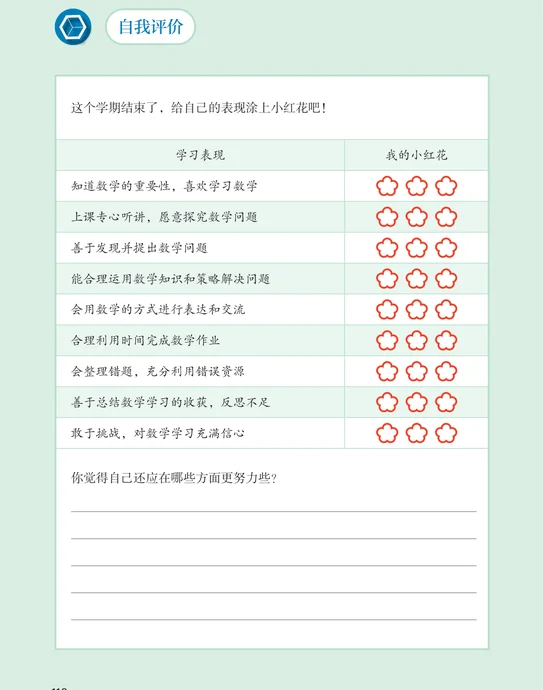 自我评价
这个学期结束了，给自己的表现涂上小红花吧！
学习表现 我的小红花
知道数学的重要性，喜欢学习数学
上课专心听讲，愿意探究数学问题
善于发现并提出数学问题
能合理运用数学知识和策略解决问题
会用数学的方式进行表达和交流
合理利用时间完成数学作业
会整理错题，充分利用错误资源
善于总结数学学习的收获，反思不足
敢于挑战，对数学学习充满信心
你觉得自己还应在哪些方面更努力些？